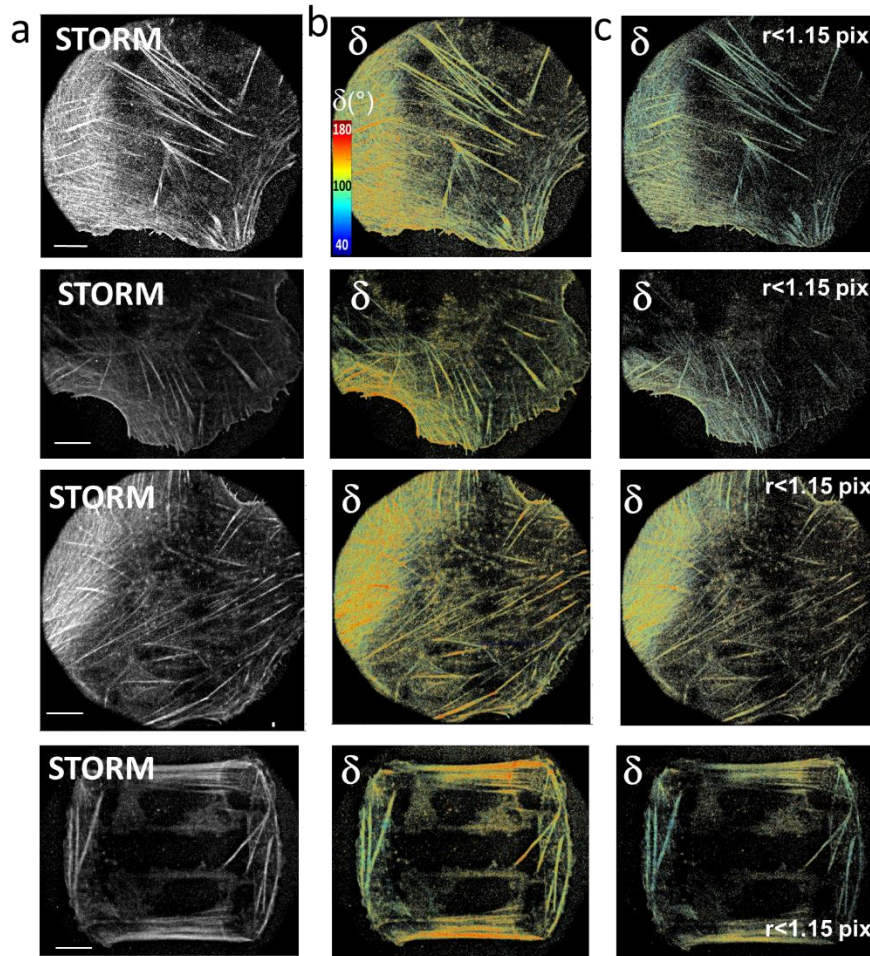 a
b
c
STORM
δ
δ
r<1.15 pix
δ(°)
180
100
40
STORM
δ
δ
r<1.15 pix
STORM
δ
δ
r<1.15 pix
STORM
δ
δ
r<1.15 pix